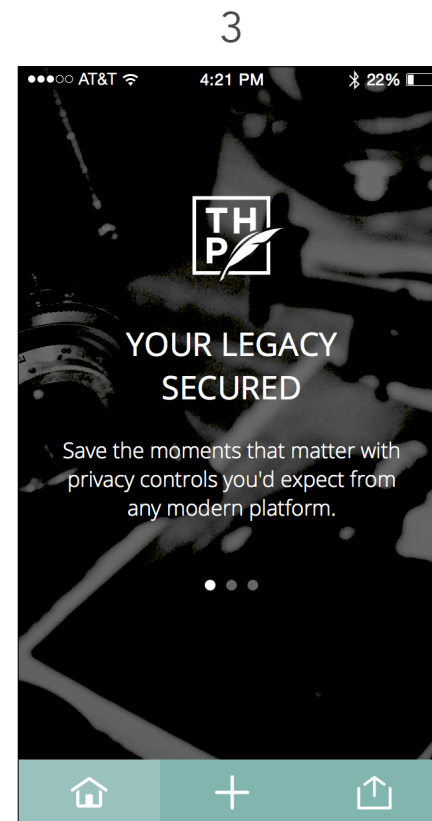 3
AT&T 4:21 PM 22%
TH
P
YOUR LEGACY
SECURED
Save the moments that matter with
privacy controls you'd expect from
any modern platform.